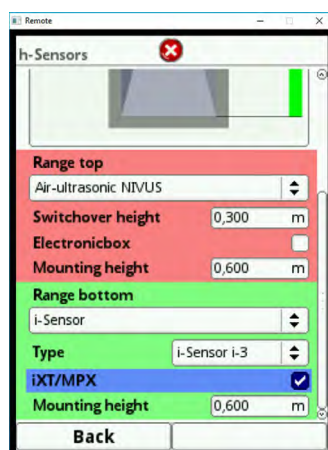 Remote
h-Sensors
Range top
Air-ultrasonic NIVUS
Switchover height 0,300 m
Electronicbox
Mounting height 0,600 m
Range bottom
i-Sensor
Type i-Sensor i-3
iXT/MPX
Mounting height 0,600 m
Back